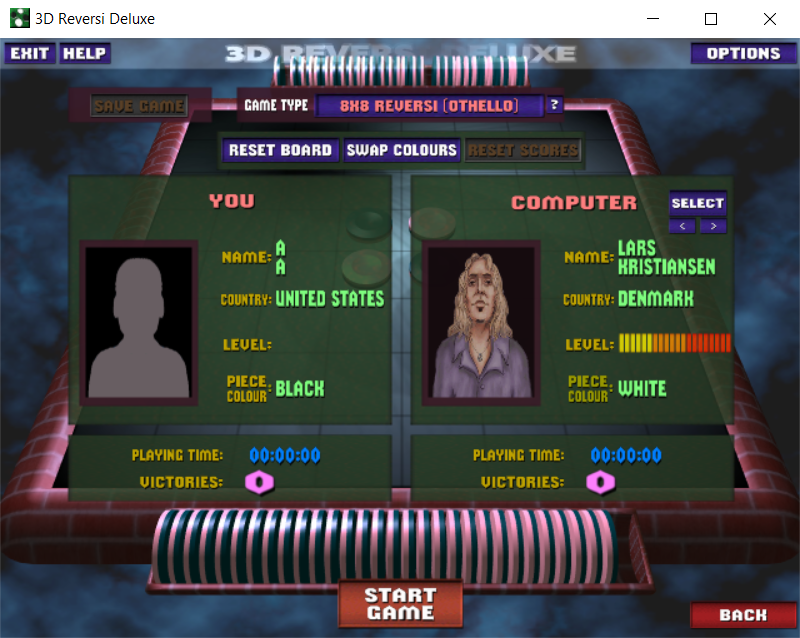 3D Reversi Deluxe
EXIT HELP 3D REVERSI DELUXE OPTIONS
SAVE GAME GAME TYPE 8X8 REVERSI (OTHELLO) ?
RESET BOARD SWAP COLOURS RESET SCORES
YOU
NAME: A
A
COUNTRY: UNITED STATES
LEVEL:
PIECE COLOUR: BLACK
PLAYING TIME: 00:00:00
VICTORIES: 0
COMPUTER SELECT
< >
NAME: LARS
KRISTIANSEN
COUNTRY: DENMARK
LEVEL:
PIECE COLOUR: WHITE
PLAYING TIME: 00:00:00
VICTORIES: 0
START
GAME
BACK